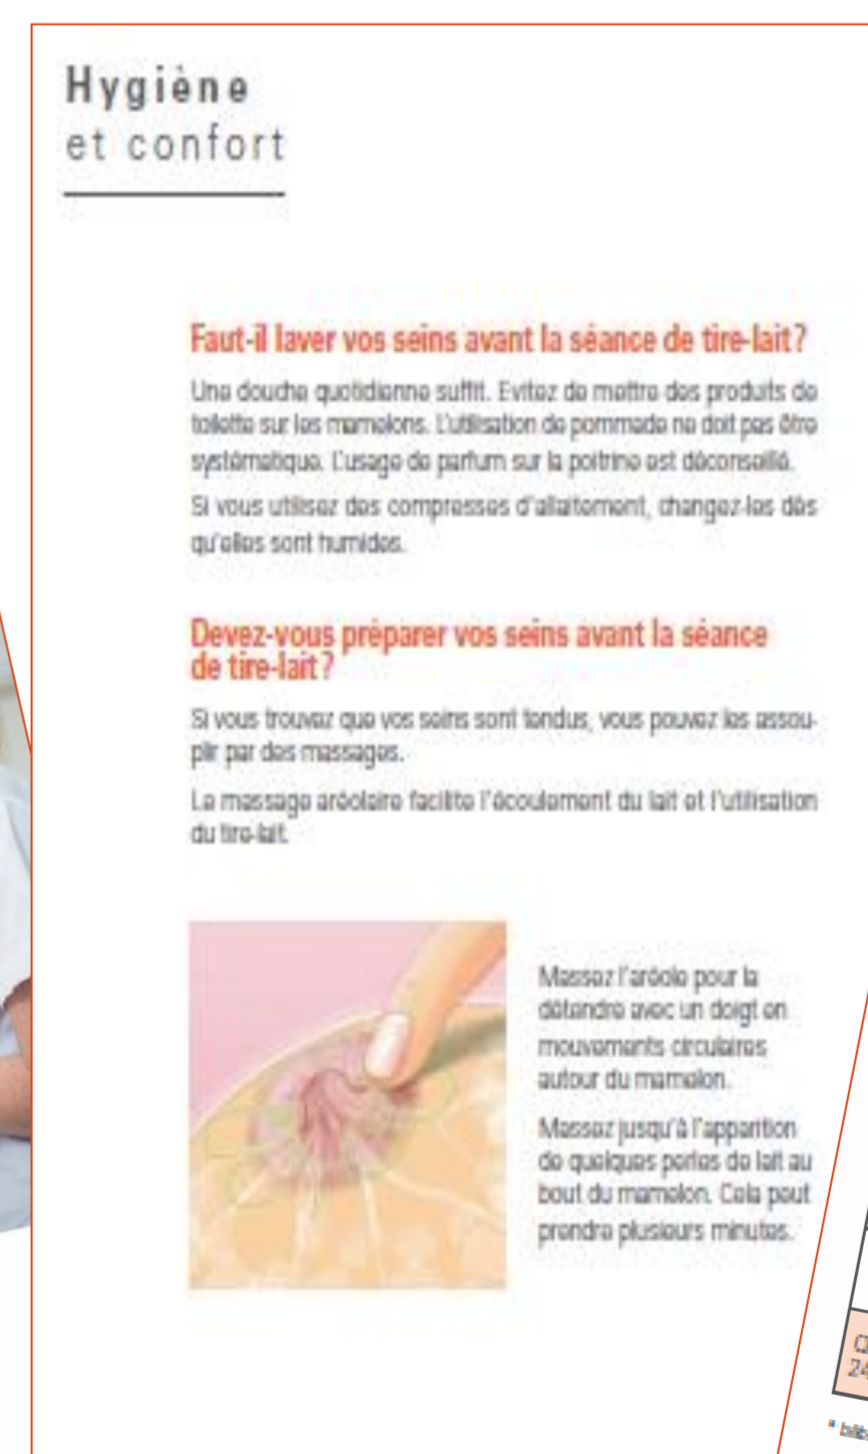 Hygiène
et confort
Faut-il laver vos seins avant la séance de tire-lait?
Une douche quotidienne suffit. Evitez de mettre des produits de
toilette sur les mamelons. L'utilisation de pommade ne doit pas être
systématique. L'usage de parfum sur la poitrine est déconseillé.
Si vous utilisez des compresses d'allaitement, changez-les dès
qu'elles sont humides.
Devez-vous préparer vos seins avant la séance
de tire-lait?
Si vous trouvez que vos seins sont tendus, vous pouvez les assou-
plir par des massages.
Le massage aréolaire facilite l'écoulement du lait et l'utilisation
du tire-lait.
Massez l'aréole pour la
détendre avec un doigt en
mouvements circulaires
autour du mamelon.
Massez jusqu'à l'apparition
de quelques perles de lait au
bout du mamelon. Cela peut
prendre plusieurs minutes.